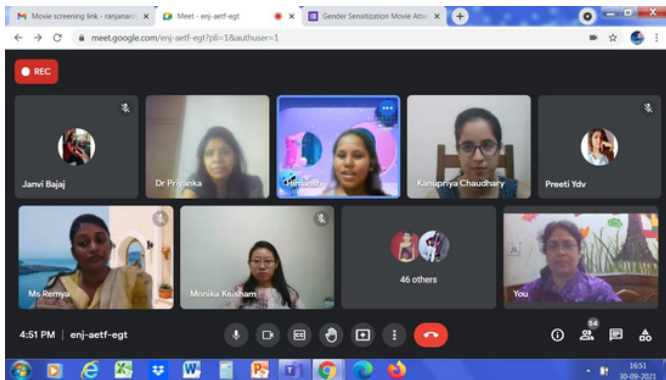 Movie screening link - ranjanaro
Meet - enj-aetf-egt
Gender Sensitization Movie Atte
meet.google.com/enj-aetf-egt?pli=1&authuser=1
REC
Janvi Bajaj
Dr Priyanka
Himanshi
Kanupriya Chaudhary
Preeti Ydv
Ms Remya
Monika Keisham
46 others
You
4:51 PM | enj-aetf-egt
54
16:51
30-09-2021